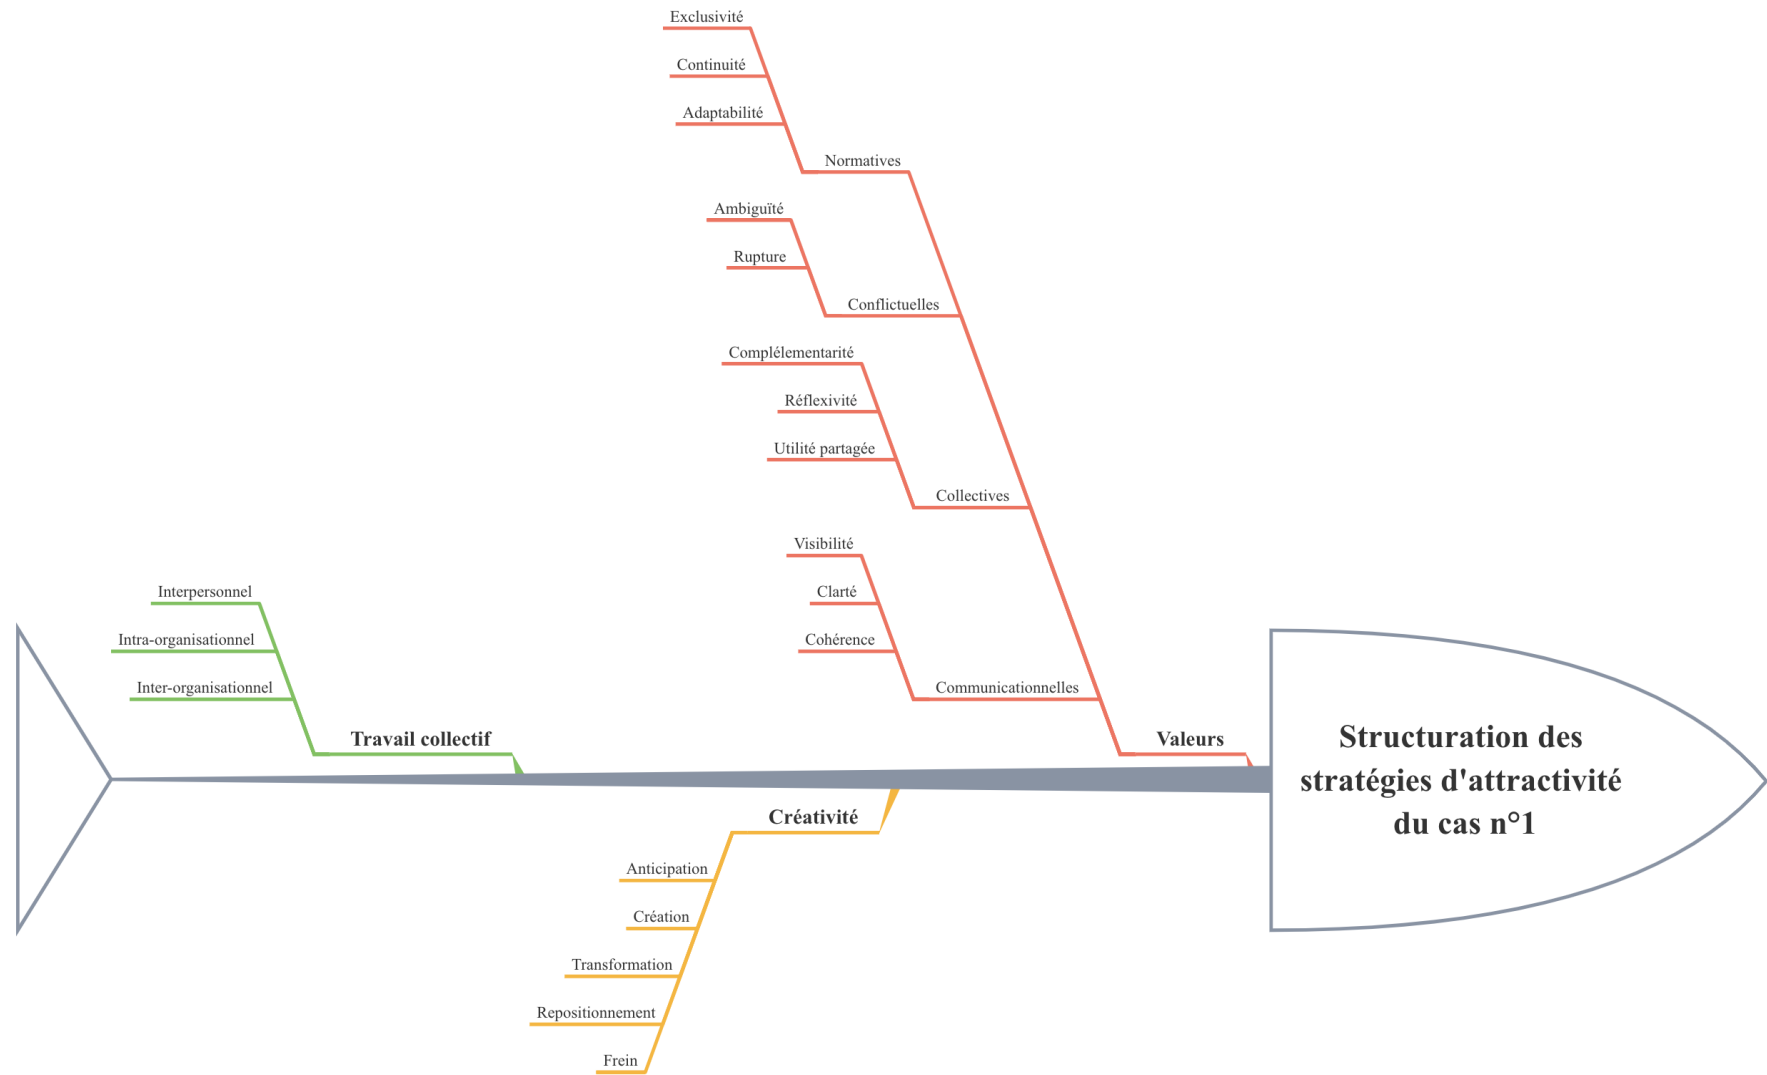 Exclusivité
Continuité
Adaptabilité
Normatives
Ambiguïté
Rupture
Conflictuelles
Complélementarité
Réflexivité
Utilité partagée
Collectives
Visibilité
Clarté
Cohérence
Communicationnelles
Valeurs
Interpersonnel
Intra-organisationnel
Inter-organisationnel
Travail collectif
Créativité
Anticipation
Création
Transformation
Repositionnement
Frein
Structuration des
stratégies d'attractivité
du cas n°1